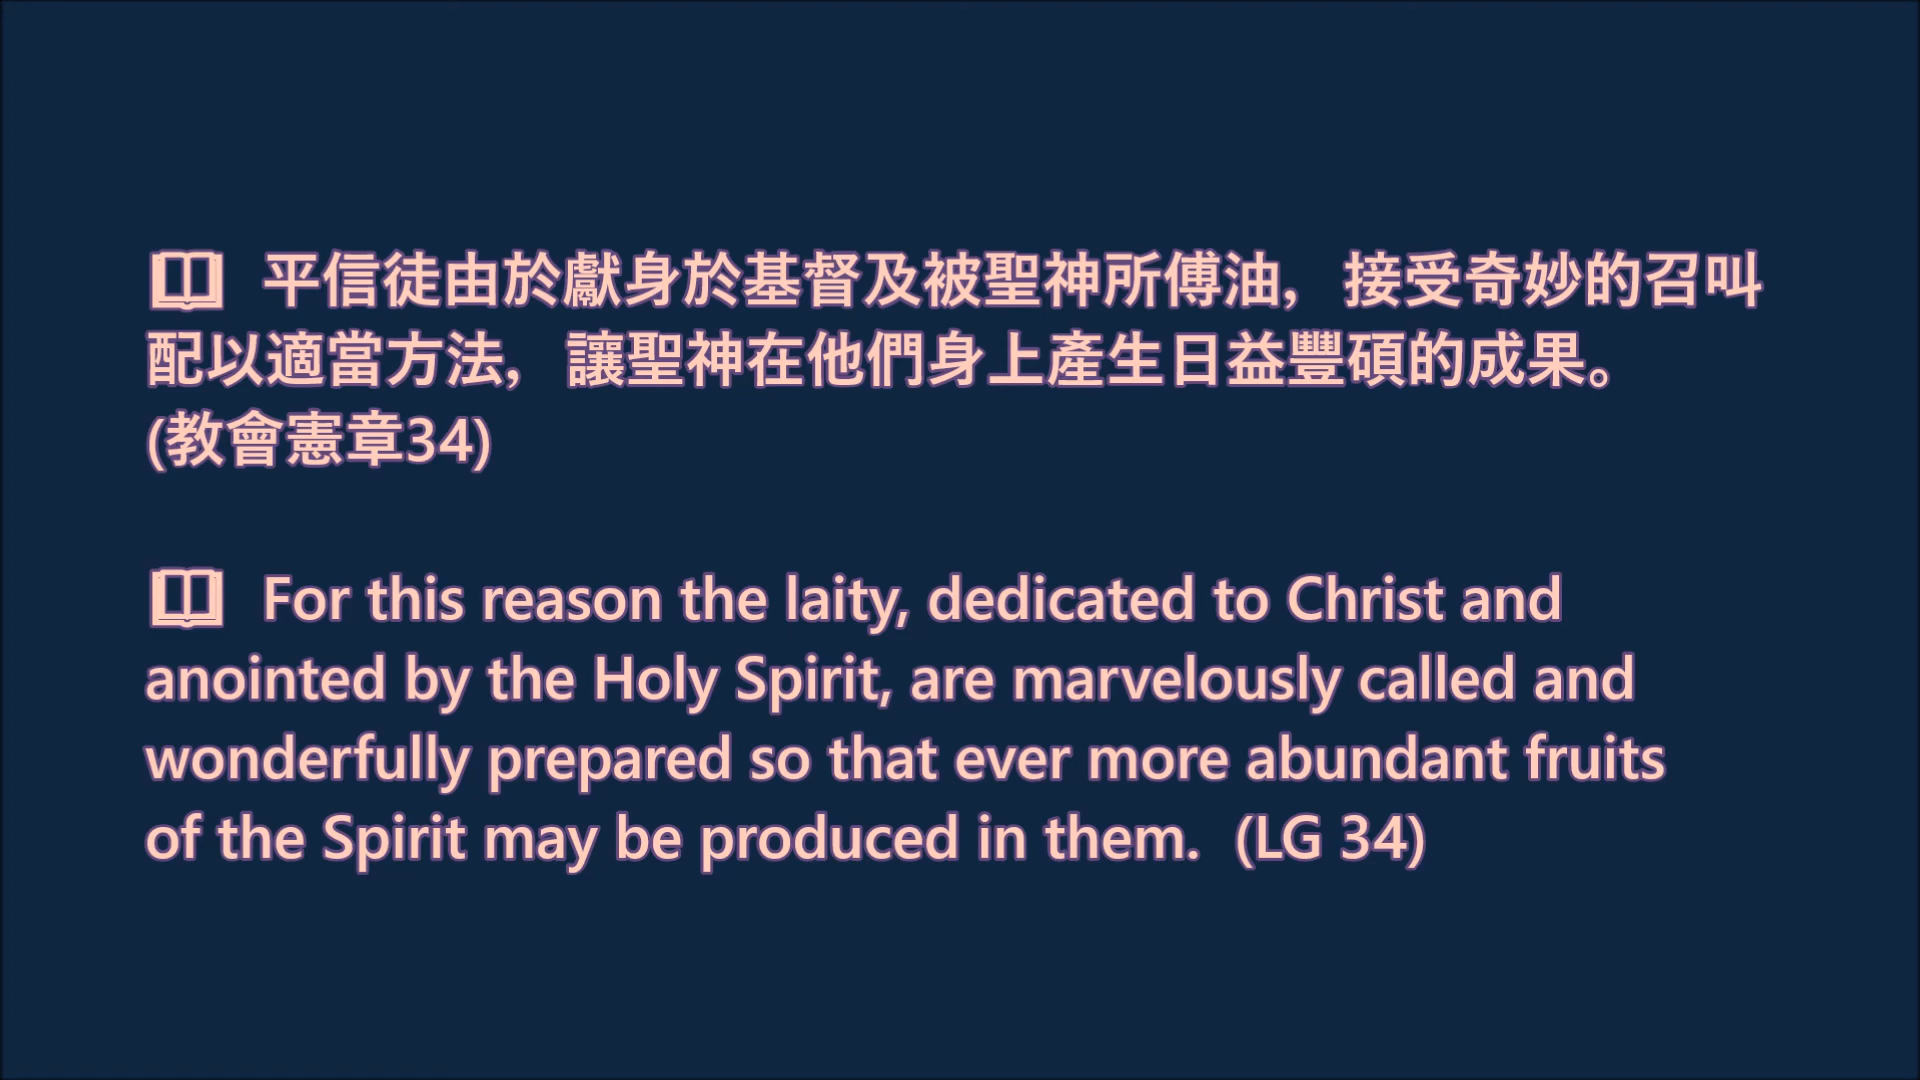 🕮 平信徒由於獻身於基督及被聖神所傅油，接受奇妙的召叫
配以適當方法，讓聖神在他們身上產生日益豐碩的成果。
(教會憲章34)
🕮 For this reason the laity, dedicated to Christ and
anointed by the Holy Spirit, are marvelously called and
wonderfully prepared so that ever more abundant fruits
of the Spirit may be produced in them. (LG 34)